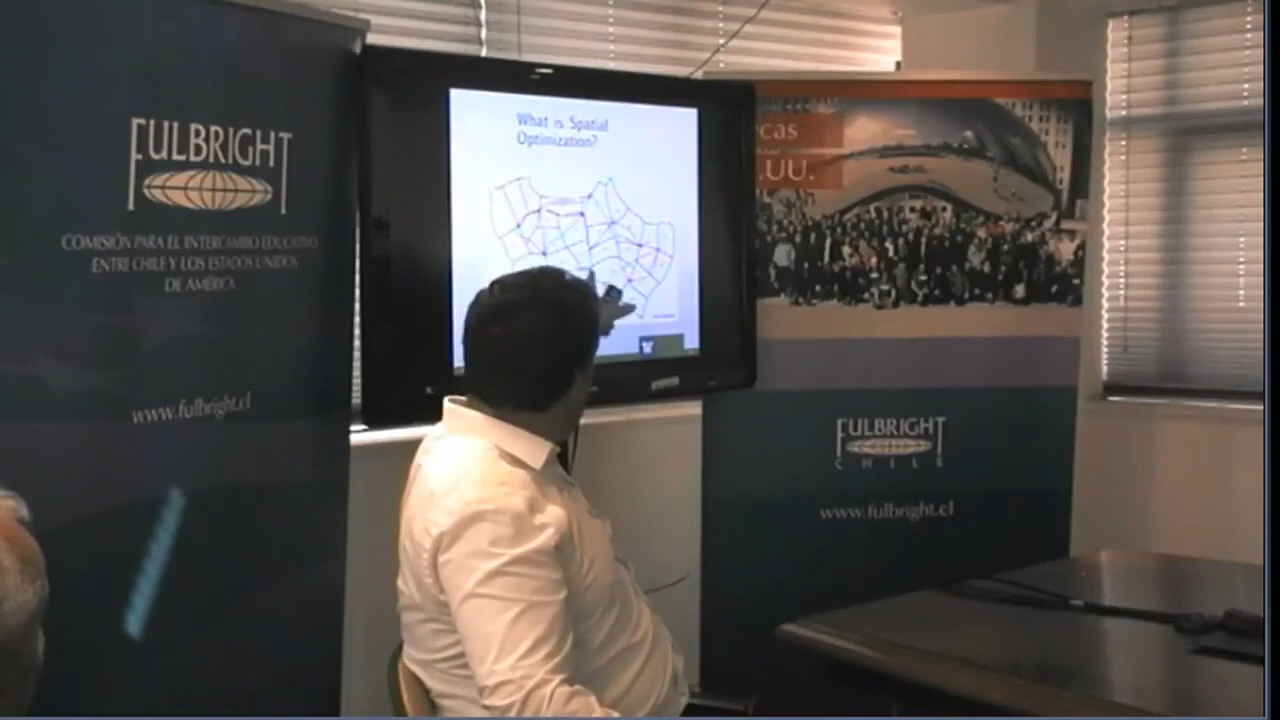 FULBRIGHT
COMISIÓN PARA EL INTERCAMBIO EDUCATIVO
ENTRE CHILE Y LOS ESTADOS UNIDOS
DE AMÉRICA
www.fulbright.cl
What is Spatial
Optimization?
W
cas
.UU.
FULBRIGHT
CHILE
www.fulbright.cl